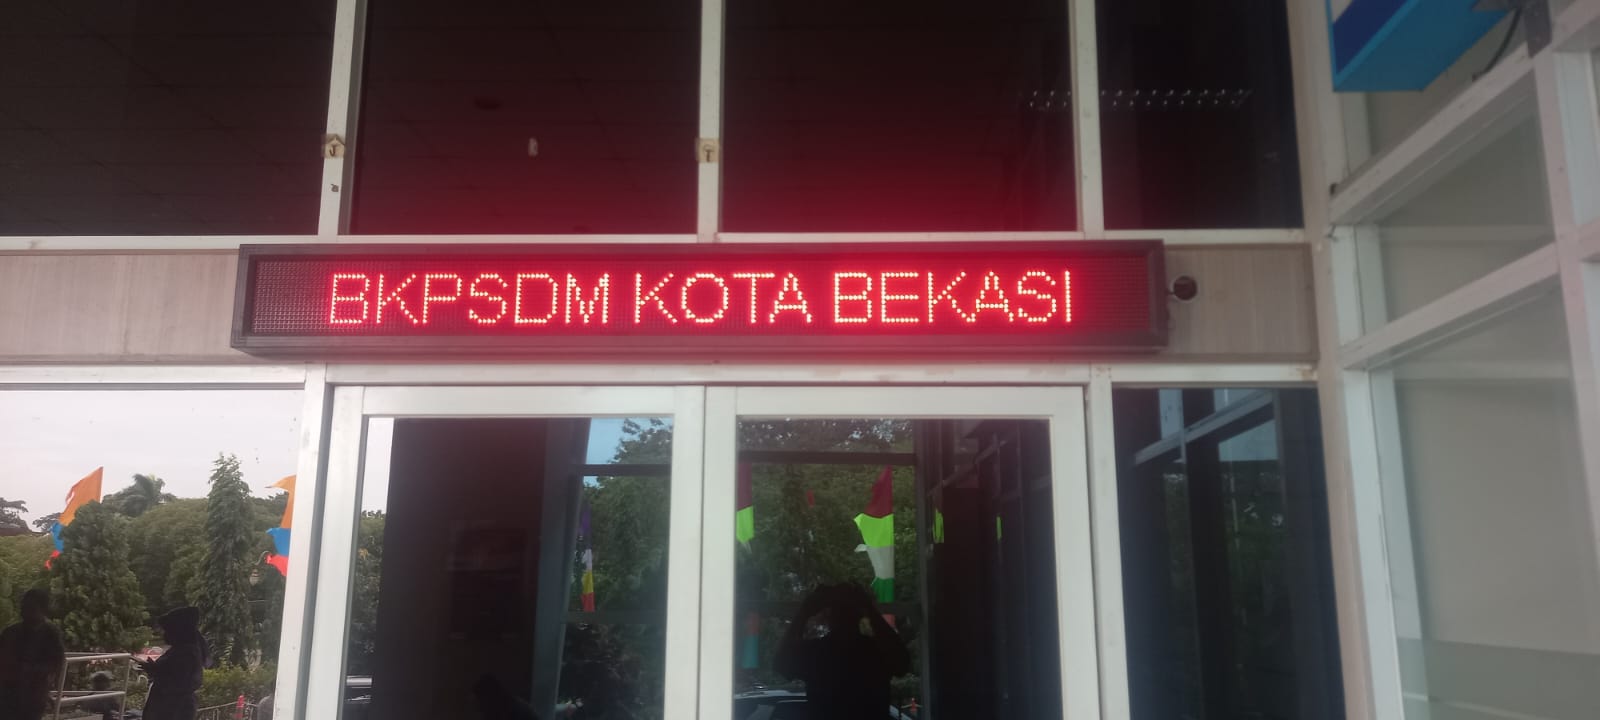 BKPSDM KOTA BEKASI